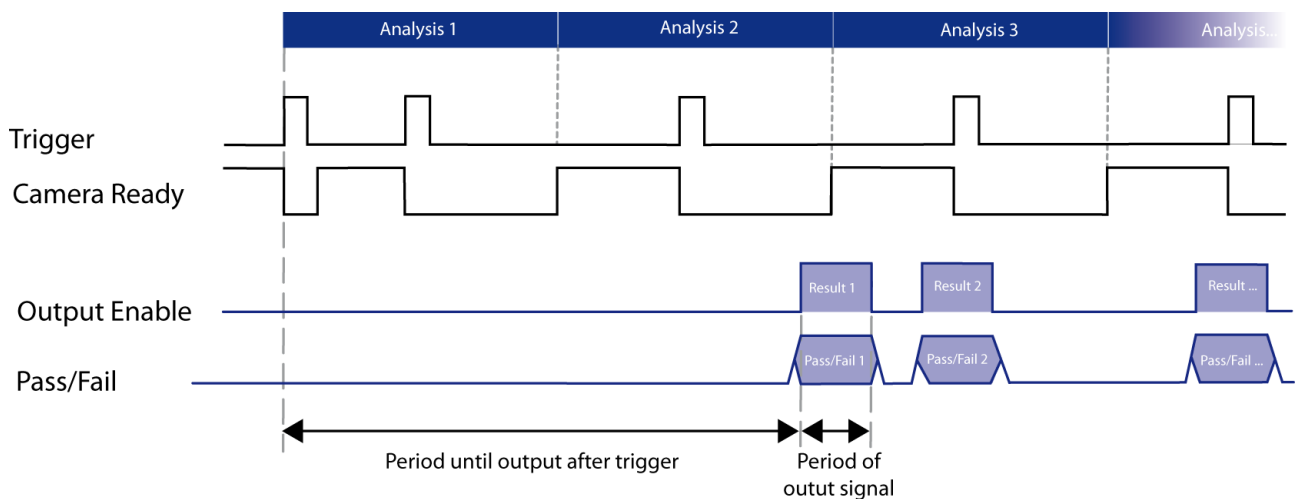 Analysis 1
Analysis 2
Analysis 3
Analysis...
Trigger
Camera Ready
Output Enable
Result 1
Result 2
Result ...
Pass/Fail
Pass/Fail 1
Pass/Fail 2
Pass/Fail ...
Period until output after trigger
Period of
outut signal